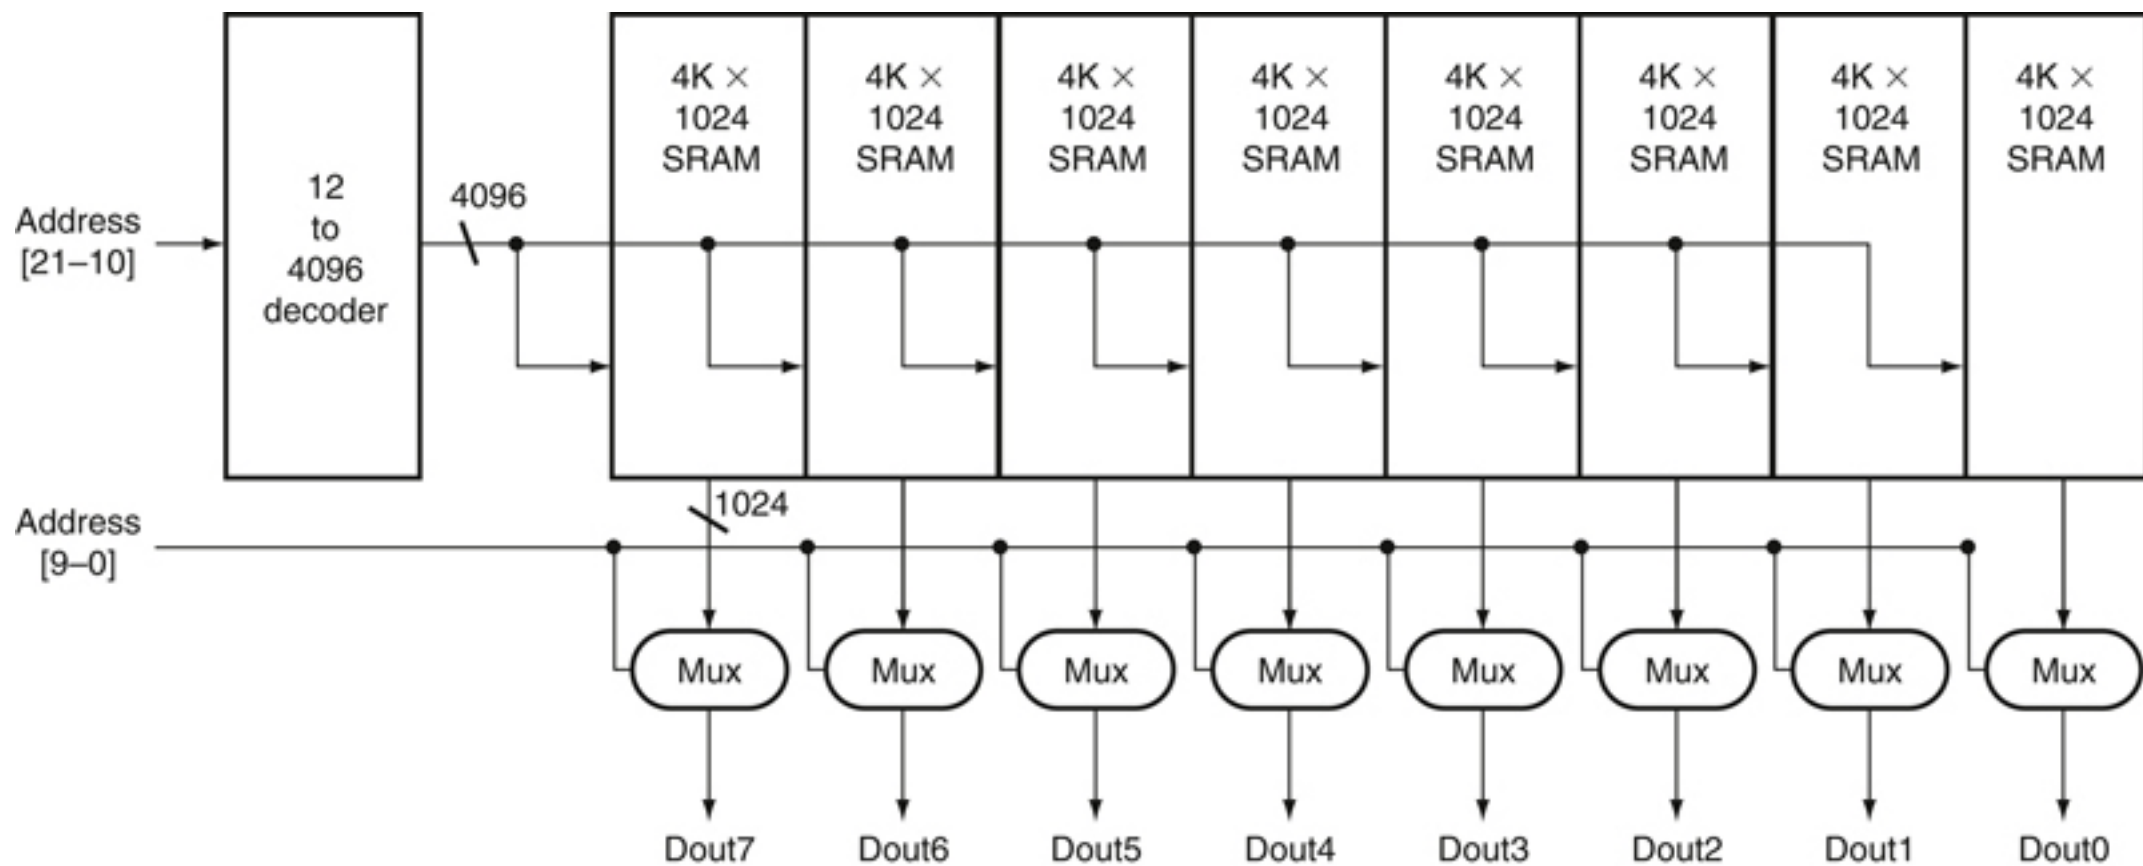 4K × 4K × 4K × 4K × 4K × 4K × 4K × 4K ×
1024 1024 1024 1024 1024 1024 1024 1024
SRAM SRAM SRAM SRAM SRAM SRAM SRAM SRAM
12
to
4096
decoder
4096
Address
[21–10]
Address
[9–0]
1024
Mux Mux Mux Mux Mux Mux Mux Mux
Dout7 Dout6 Dout5 Dout4 Dout3 Dout2 Dout1 Dout0